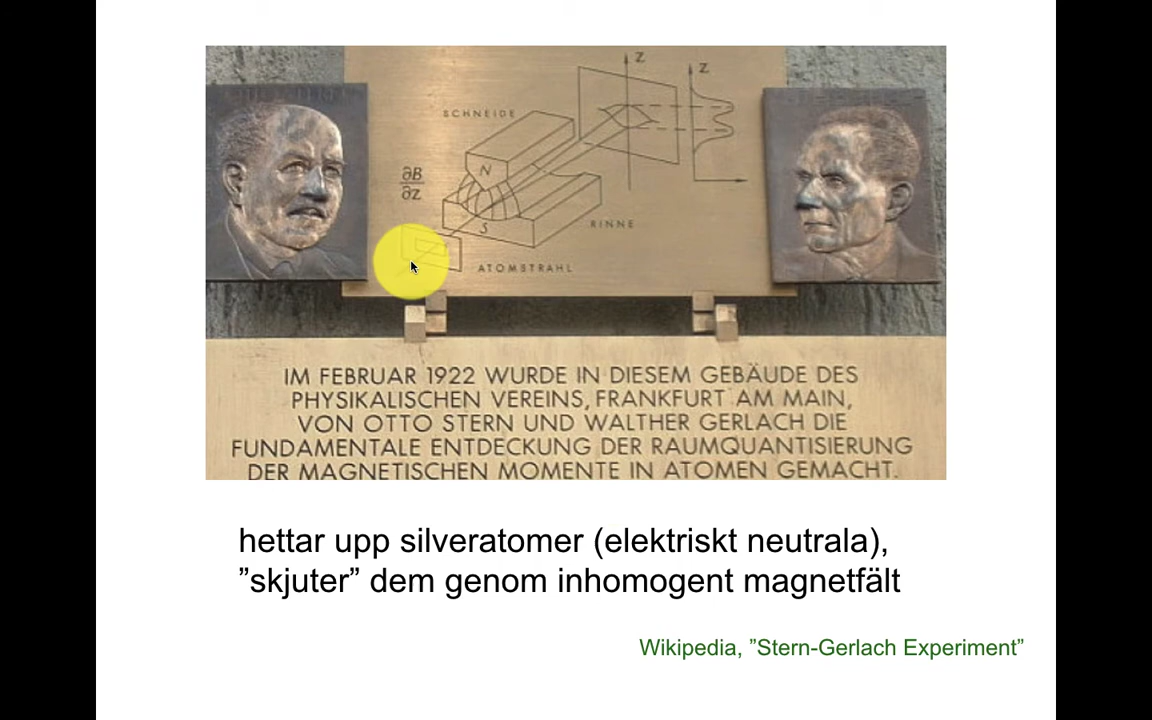 Z
Z
SCHNEIDE
N
∂B
∂Z
RINNE
S
ATOMSTRAHL
IM FEBRUAR 1922 WURDE IN DIESEM GEBÄUDE DES
PHYSIKALISCHEN VEREINS, FRANKFURT AM MAIN,
VON OTTO STERN UND WALTHER GERLACH DIE
FUNDAMENTALE ENTDECKUNG DER RAUMQUANTISIERUNG
DER MAGNETISCHEN MOMENTE IN ATOMEN GEMACHT.
hettar upp silveratomer (elektriskt neutrala),
”skjuter” dem genom inhomogent magnetfält
Wikipedia, ”Stern-Gerlach Experiment”